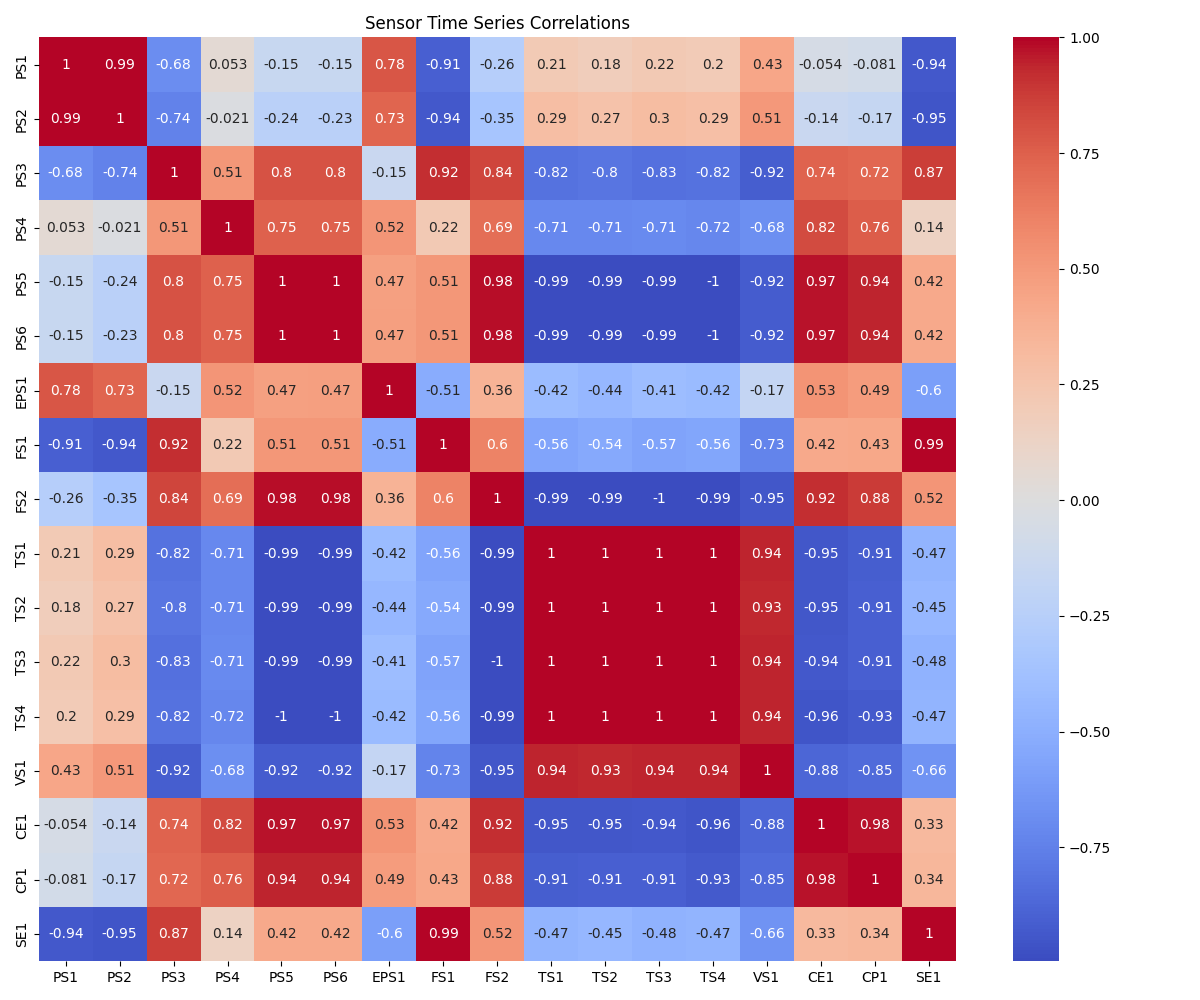 Sensor Time Series Correlations
PS1 1 0.99 -0.68 0.053 -0.15 -0.15 0.78 -0.91 -0.26 0.21 0.18 0.22 0.2 0.43 -0.054 -0.081 -0.94
PS2 0.99 1 -0.74 -0.021 -0.24 -0.23 0.73 -0.94 -0.35 0.29 0.27 0.3 0.29 0.51 -0.14 -0.17 -0.95
PS3 -0.68 -0.74 1 0.51 0.8 0.8 -0.15 0.92 0.84 -0.82 -0.8 -0.83 -0.82 -0.92 0.74 0.72 0.87
PS4 0.053 -0.021 0.51 1 0.75 0.75 0.52 0.22 0.69 -0.71 -0.71 -0.71 -0.72 -0.68 0.82 0.76 0.14
PS5 -0.15 -0.24 0.8 0.75 1 1 0.47 0.51 0.98 -0.99 -0.99 -0.99 -1 -0.92 0.97 0.94 0.42
PS6 -0.15 -0.23 0.8 0.75 1 1 0.47 0.51 0.98 -0.99 -0.99 -0.99 -1 -0.92 0.97 0.94 0.42
EPS1 0.78 0.73 -0.15 0.52 0.47 0.47 1 -0.51 0.36 -0.42 -0.44 -0.41 -0.42 -0.17 0.53 0.49 -0.6
FS1 -0.91 -0.94 0.92 0.22 0.51 0.51 -0.51 1 0.6 -0.56 -0.54 -0.57 -0.56 -0.73 0.42 0.43 0.99
FS2 -0.26 -0.35 0.84 0.69 0.98 0.98 0.36 0.6 1 -0.99 -0.99 -1 -0.99 -0.95 0.92 0.88 0.52
TS1 0.21 0.29 -0.82 -0.71 -0.99 -0.99 -0.42 -0.56 -0.99 1 1 1 1 0.94 -0.95 -0.91 -0.47
TS2 0.18 0.27 -0.8 -0.71 -0.99 -0.99 -0.44 -0.54 -0.99 1 1 1 1 0.93 -0.95 -0.91 -0.45
TS3 0.22 0.3 -0.83 -0.71 -0.99 -0.99 -0.41 -0.57 -1 1 1 1 1 0.94 -0.94 -0.91 -0.48
TS4 0.2 0.29 -0.82 -0.72 -1 -1 -0.42 -0.56 -0.99 1 1 1 1 0.94 -0.96 -0.93 -0.47
VS1 0.43 0.51 -0.92 -0.68 -0.92 -0.92 -0.17 -0.73 -0.95 0.94 0.93 0.94 0.94 1 -0.88 -0.85 -0.66
CE1 -0.054 -0.14 0.74 0.82 0.97 0.97 0.53 0.42 0.92 -0.95 -0.95 -0.94 -0.96 -0.88 1 0.98 0.33
CP1 -0.081 -0.17 0.72 0.76 0.94 0.94 0.49 0.43 0.88 -0.91 -0.91 -0.91 -0.93 -0.85 0.98 1 0.34
SE1 -0.94 -0.95 0.87 0.14 0.42 0.42 -0.6 0.99 0.52 -0.47 -0.45 -0.48 -0.47 -0.66 0.33 0.34 1
PS1 PS2 PS3 PS4 PS5 PS6 EPS1 FS1 FS2 TS1 TS2 TS3 TS4 VS1 CE1 CP1 SE1
1.00
0.75
0.50
0.25
0.00
-0.25
-0.50
-0.75